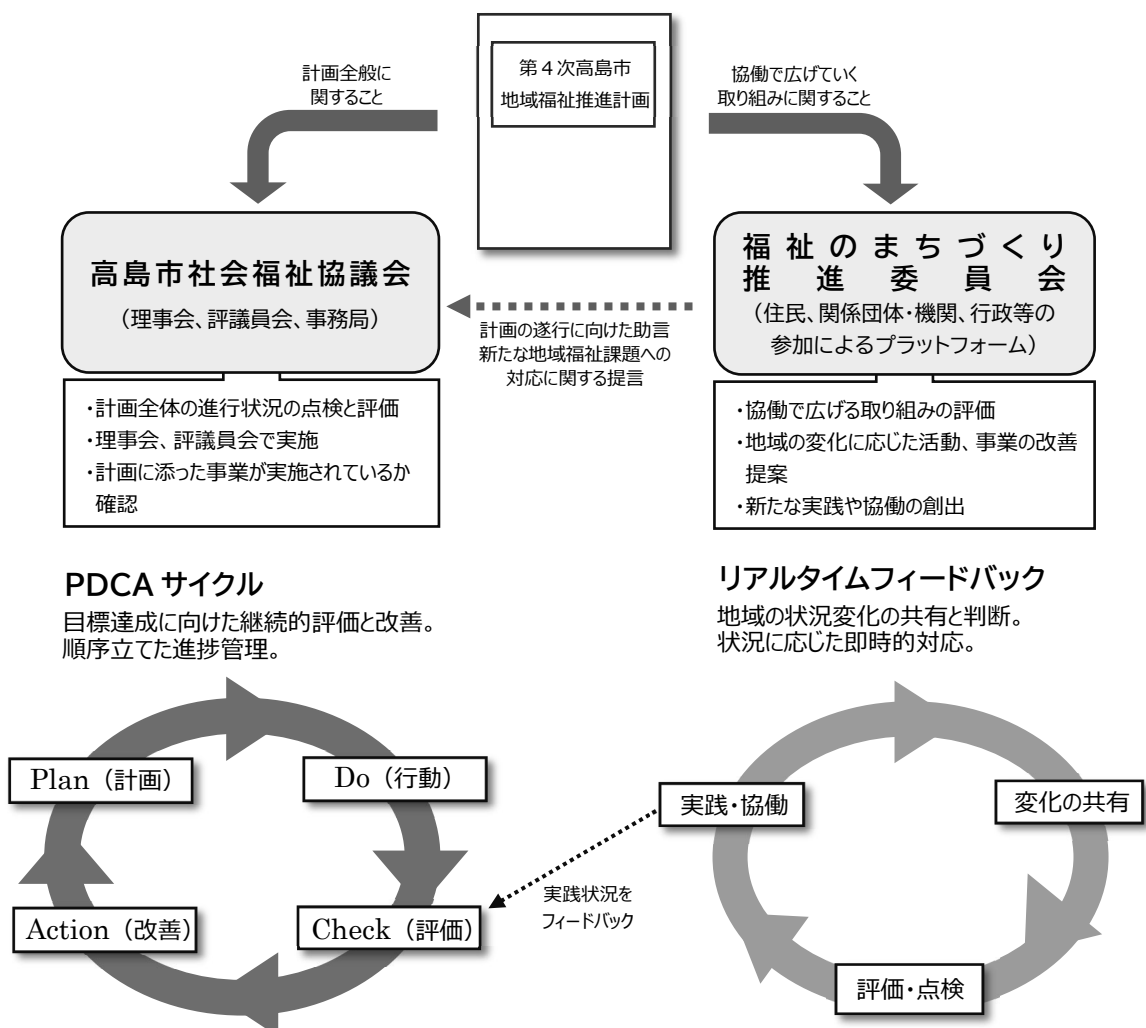 第４次高島市
地域福祉推進計画
計画全般に
関すること
協働で広げていく
取り組みに関すること
高島市社会福祉協議会
（理事会、評議員会、事務局）
福祉のまちづくり
推進委員会
（住民、関係団体・機関、行政等の
参加によるプラットフォーム）
計画の遂行に向けた助言
新たな地域福祉課題への
対応に関する提言
・計画全体の進行状況の点検と評価
・理事会、評議員会で実施
・計画に添った事業が実施されているか
確認
・協働で広げる取り組みの評価
・地域の変化に応じた活動、事業の改善
提案
・新たな実践や協働の創出
PDCA サイクル
目標達成に向けた継続的評価と改善。
順序立てた進捗管理。
リアルタイムフィードバック
地域の状況変化の共有と判断。
状況に応じた即時的対応。
Plan（計画）
Do（行動）
Action（改善）
Check（評価）
実践状況を
フィードバック
実践・協働
変化の共有
評価・点検